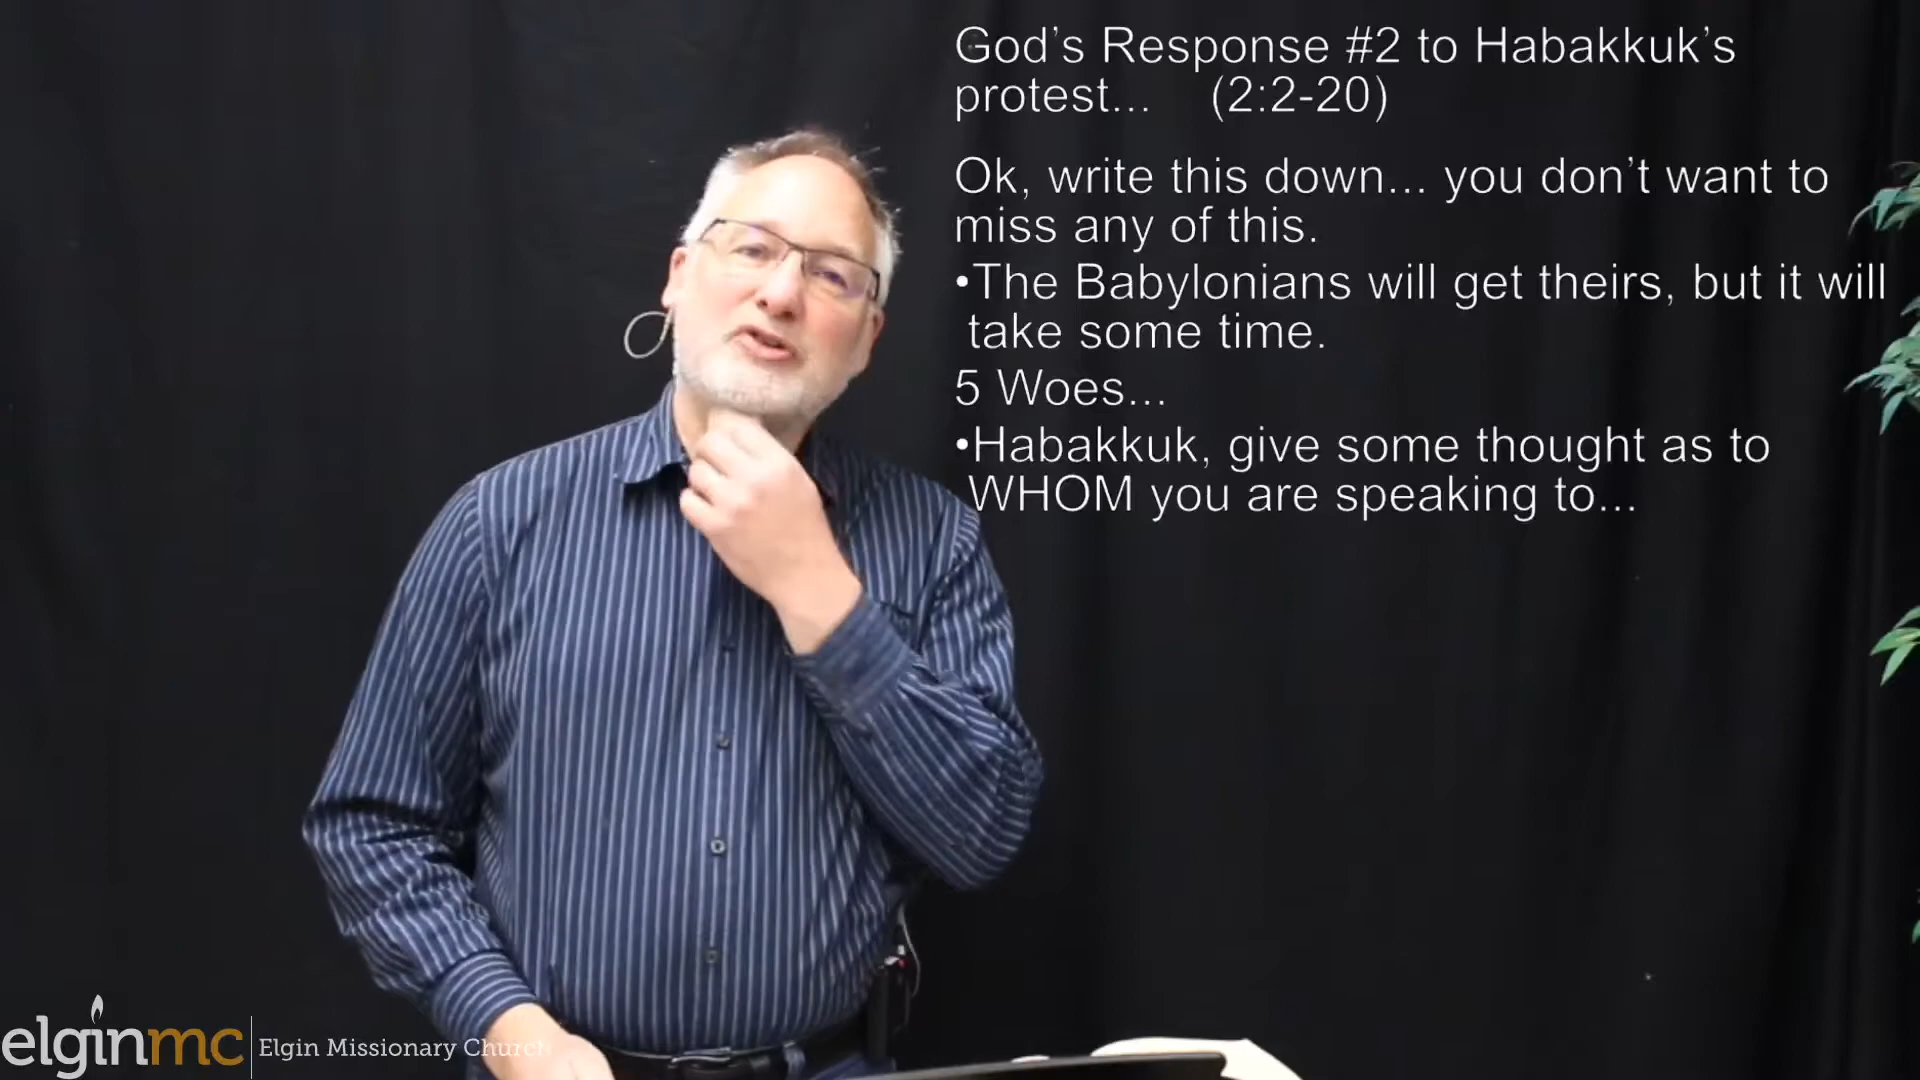 God's Response #2 to Habakkuk's
protest... (2:2-20)
Ok, write this down... you don't want to
miss any of this.
•The Babylonians will get theirs, but it will
take some time.
5 Woes...
•Habakkuk, give some thought as to
WHOM you are speaking to...
elginmc Elgin Missionary Church